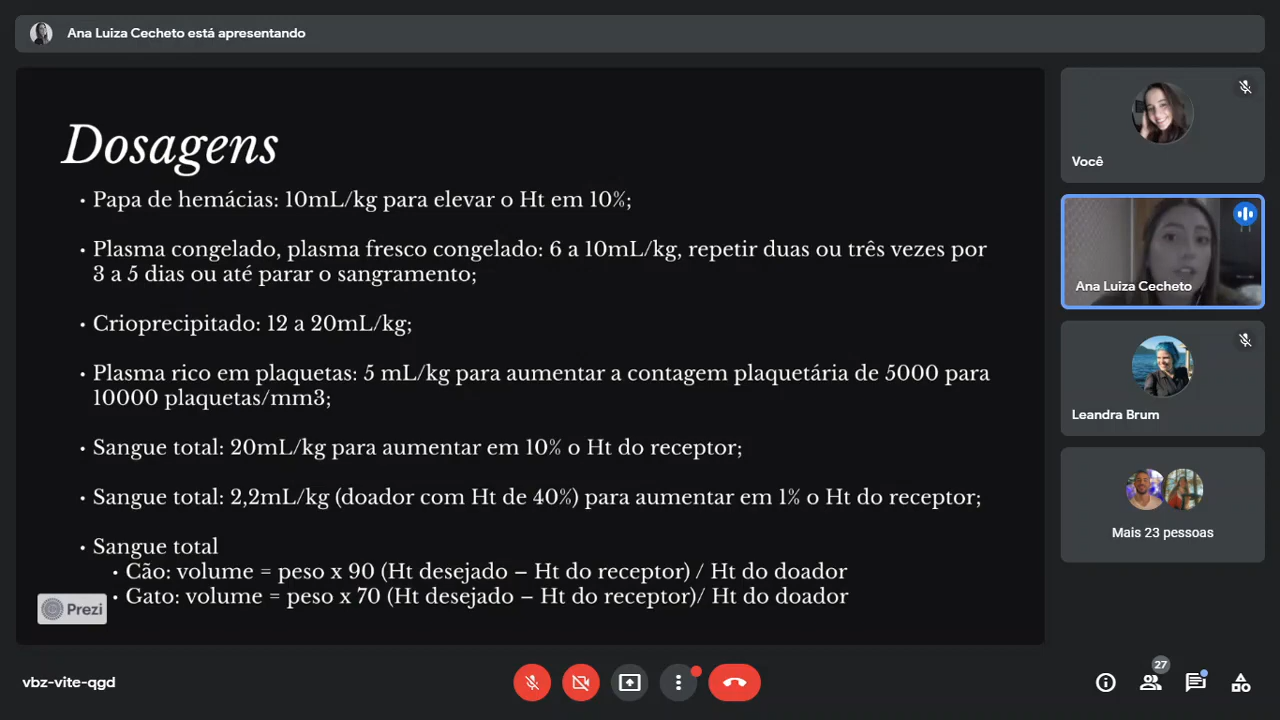 Ana Luiza Cecheto está apresentando
Dosagens
• Papa de hemácias: 10mL/kg para elevar o Ht em 10%;
• Plasma congelado, plasma fresco congelado: 6 a 10mL/kg, repetir duas ou três vezes por
3 a 5 dias ou até parar o sangramento;
• Crioprecipitado: 12 a 20mL/kg;
• Plasma rico em plaquetas: 5 mL/kg para aumentar a contagem plaquetária de 5000 para
10000 plaquetas/mm3;
• Sangue total: 20mL/kg para aumentar em 10% o Ht do receptor;
• Sangue total: 2,2mL/kg (doador com Ht de 40%) para aumentar em 1% o Ht do receptor;
• Sangue total
• Cão: volume = peso x 90 (Ht desejado – Ht do receptor) / Ht do doador
• Gato: volume = peso x 70 (Ht desejado – Ht do receptor)/ Ht do doador
Prezi
Você
Ana Luiza Cecheto
Leandra Brum
Mais 23 pessoas
vbz-vite-qgd
27